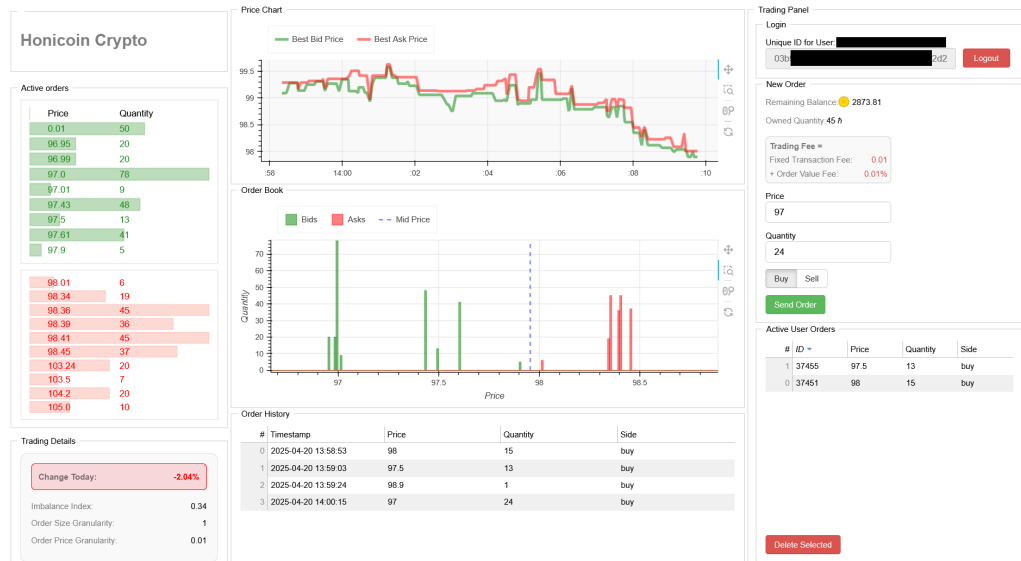 Honicoin Crypto
Active orders
Price Quantity
0.01 50
96.95 20
96.99 20
97.0 78
97.01 9
97.43 48
97.5 13
97.61 41
97.9 5
98.01 6
98.34 19
98.36 45
98.39 36
98.41 45
98.45 37
103.24 20
103.5 7
104.2 20
105.0 10
Trading Details
Change Today: -2.04%
Imbalance Index: 0.34
Order Size Granularity: 1
Order Price Granularity: 0.01
Price Chart
Best Bid Price Best Ask Price
99.5
99
98.5
98
:58 14:00 :02 :04 :06 :08 :10
Order Book
Bids Asks Mid Price
Quantity
70
60
50
40
30
20
10
0
97 97.5 98 98.5
Price
Order History
# Timestamp Price Quantity Side
0 2025-04-20 13:58:53 98 15 buy
1 2025-04-20 13:59:03 97.5 13 buy
2 2025-04-20 13:59:24 98.9 1 buy
3 2025-04-20 14:00:15 97 24 buy
Trading Panel
Login
Unique ID for User:
03b 2d2 Logout
New Order
Remaining Balance: 2873.81
Owned Quantity: 45 ℏ
Trading Fee =
Fixed Transaction Fee: 0.01
+ Order Value Fee: 0.01%
Price
97
Quantity
24
Buy Sell
Send Order
Active User Orders
# ID Price Quantity Side
1 37455 97.5 13 buy
0 37451 98 15 buy
Delete Selected